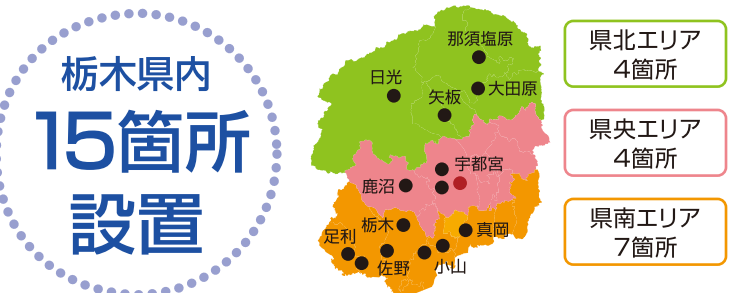 栃木県内
15箇所
設置
那須塩原
日光
矢板
大田原
宇都宮
鹿沼
栃木
足利
真岡
佐野
小山
県北エリア
4箇所
県央エリア
4箇所
県南エリア
7箇所